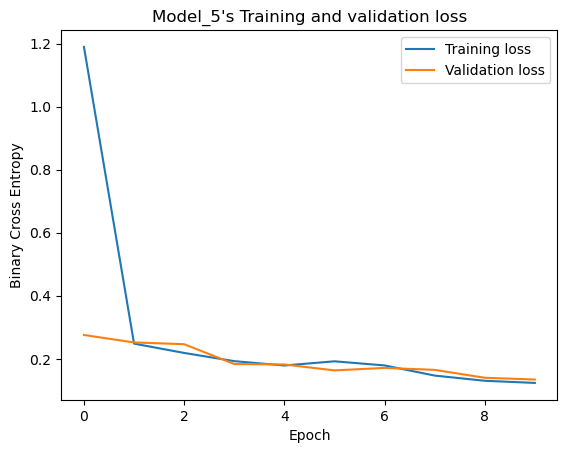 Model_5's Training and validation loss
Training loss
Validation loss
Binary Cross Entropy
1.2
1.0
0.8
0.6
0.4
0.2
0 2 4 6 8
Epoch